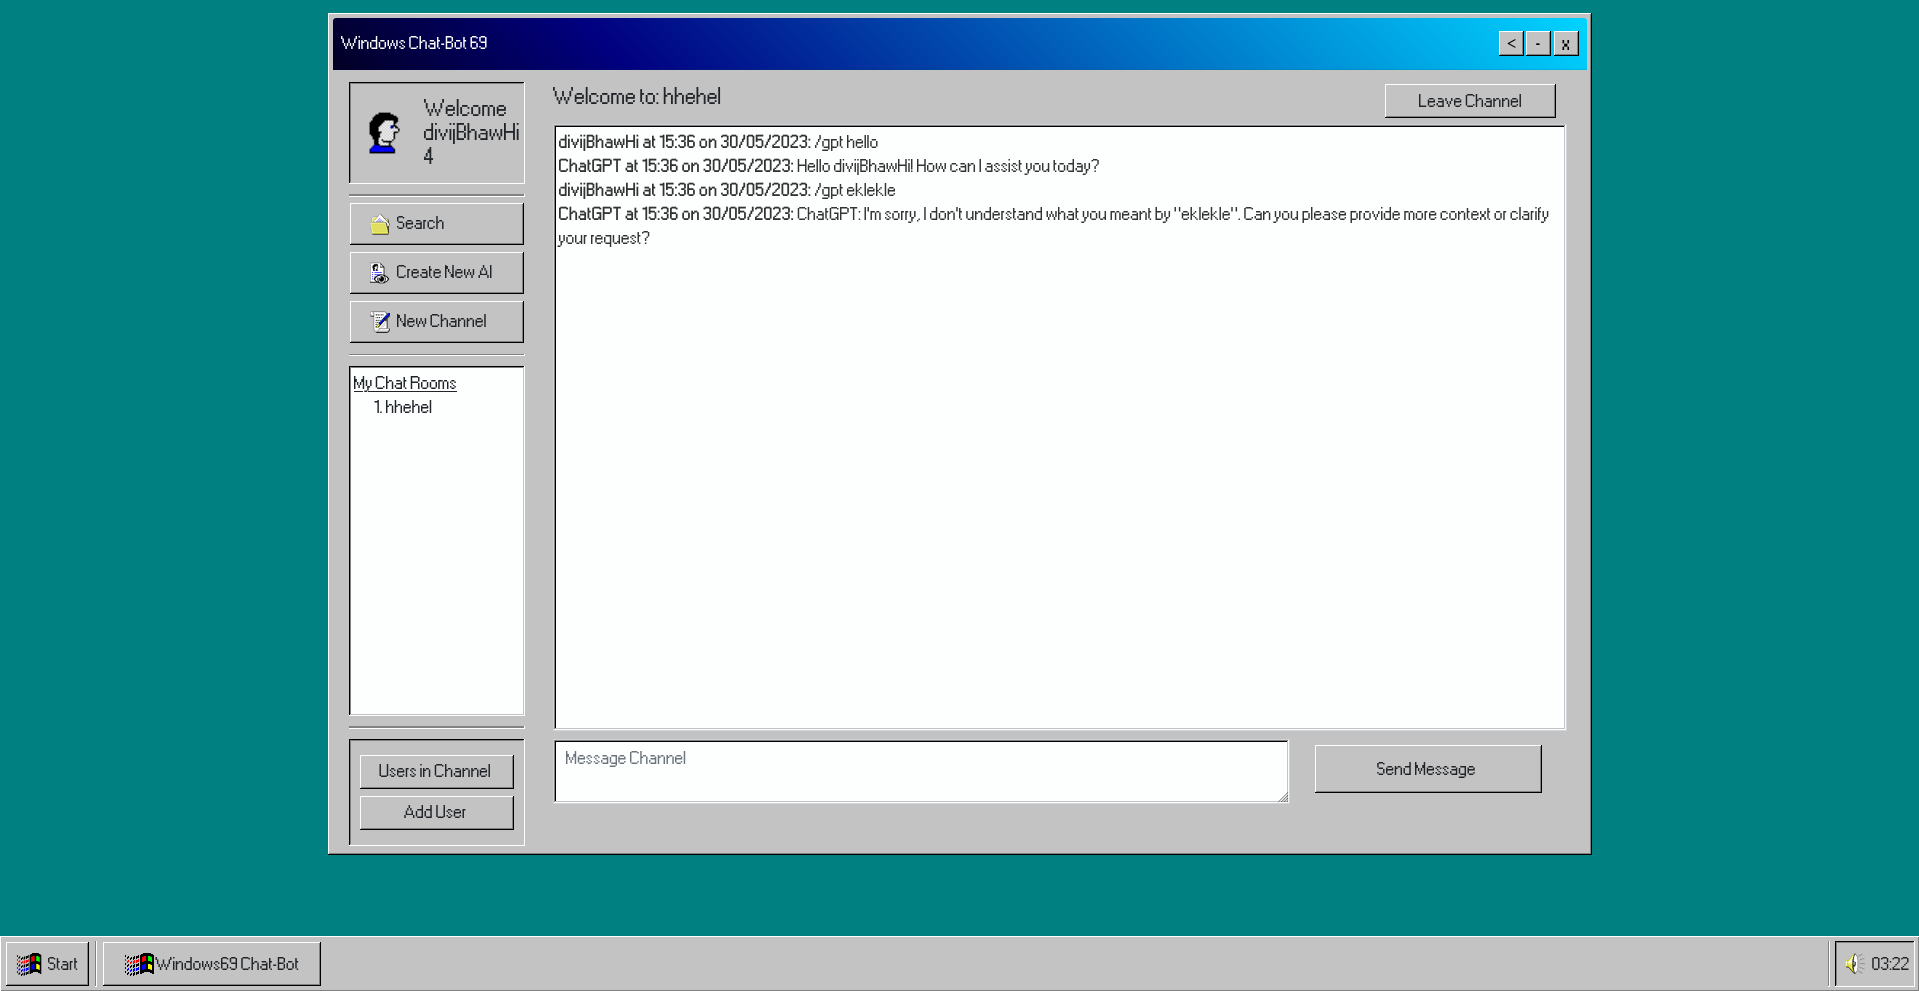 Windows Chat-Bot 69
< - x
Welcome
divijBhawHi
4
Search
Create New AI
New Channel
My Chat Rooms
1. hhehel
Users in Channel
Add User
Welcome to: hhehel
Leave Channel
divijBhawHi at 15:36 on 30/05/2023: /gpt hello
ChatGPT at 15:36 on 30/05/2023: Hello divijBhawHi! How can I assist you today?
divijBhawHi at 15:36 on 30/05/2023: /gpt eklekle
ChatGPT at 15:36 on 30/05/2023: ChatGPT: I'm sorry, I don't understand what you meant by "eklekle". Can you please provide more context or clarify
your request?
Message Channel
Send Message
Start
Windows69 Chat-Bot
03:22